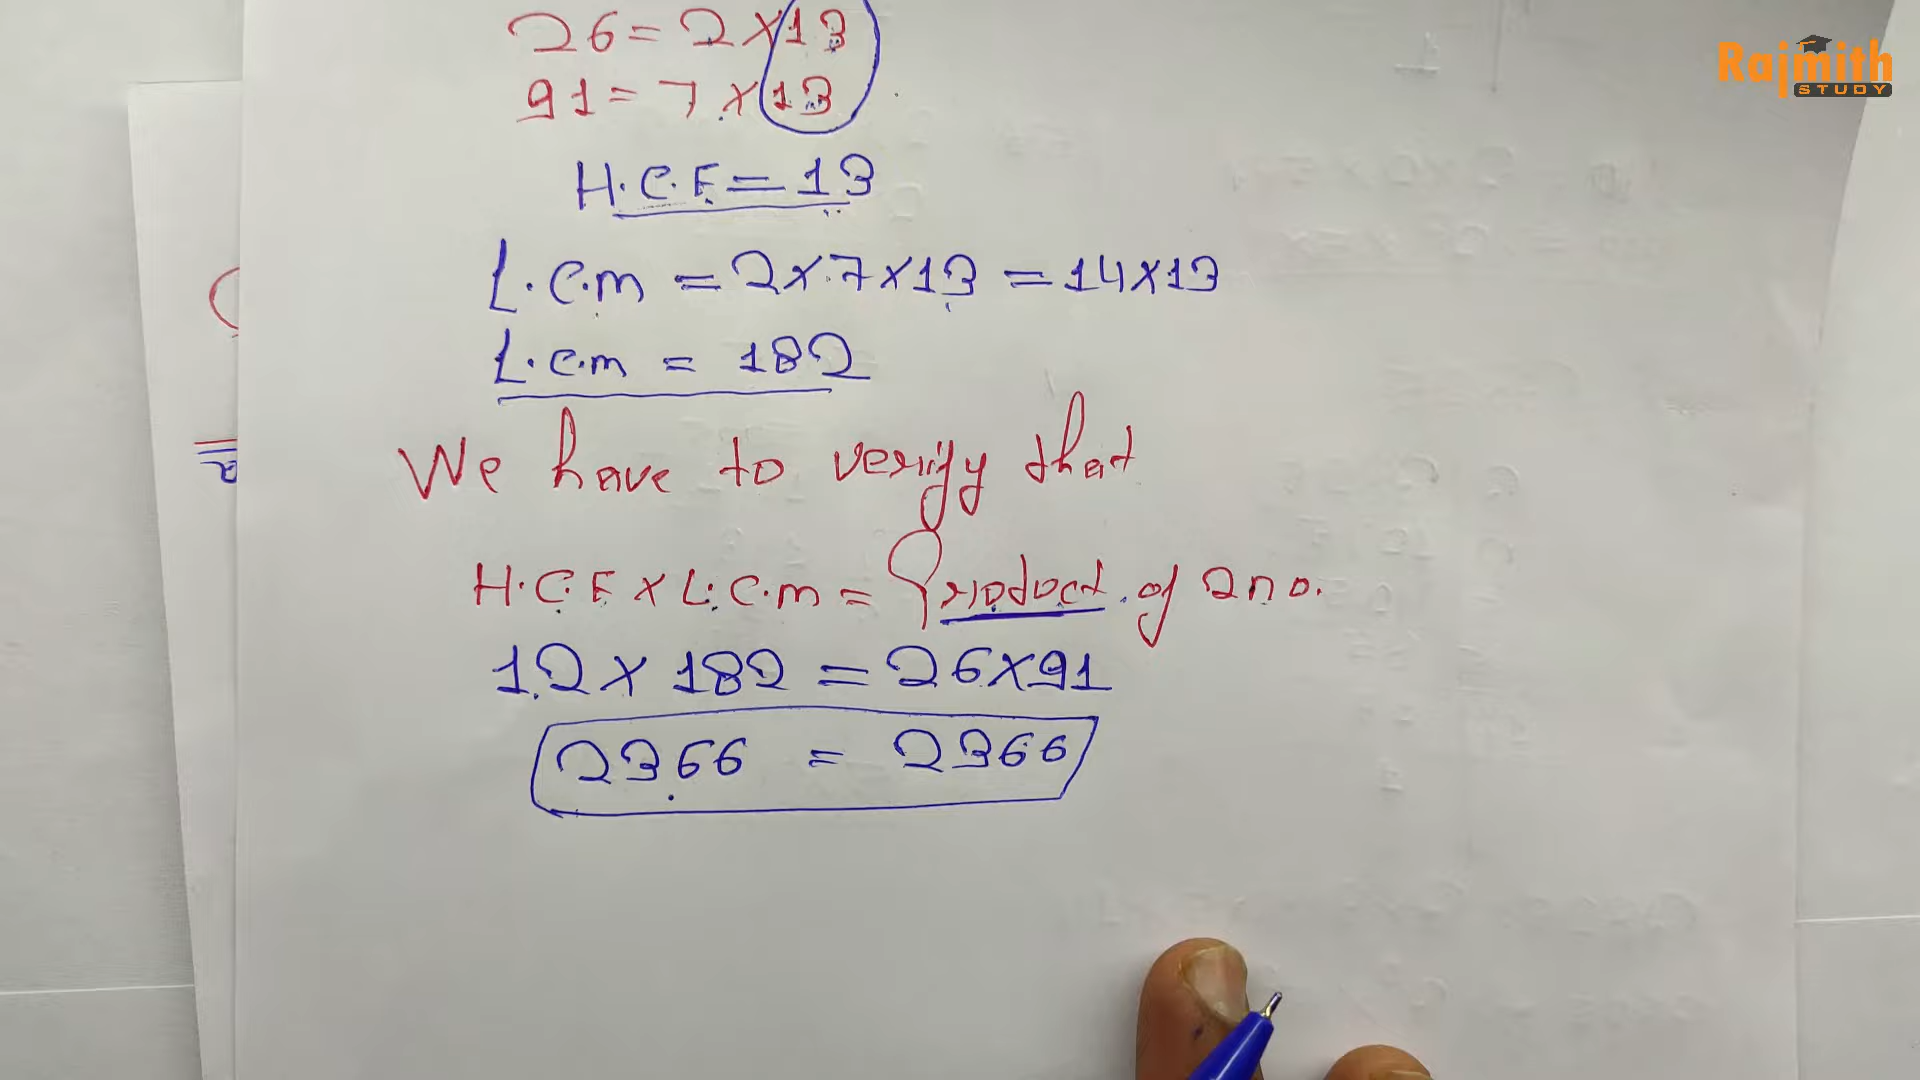 Rajmith
STUDY
26 = 2 × 13
91 = 7 × 13
H.C.F = 13
L.C.m = 2 × 7 × 13 = 14 × 13
L.C.m = 182
We have to verify that
H.C.F × L.C.m = Product of 2 no.
12 × 182 = 26 × 91
2366 = 2366